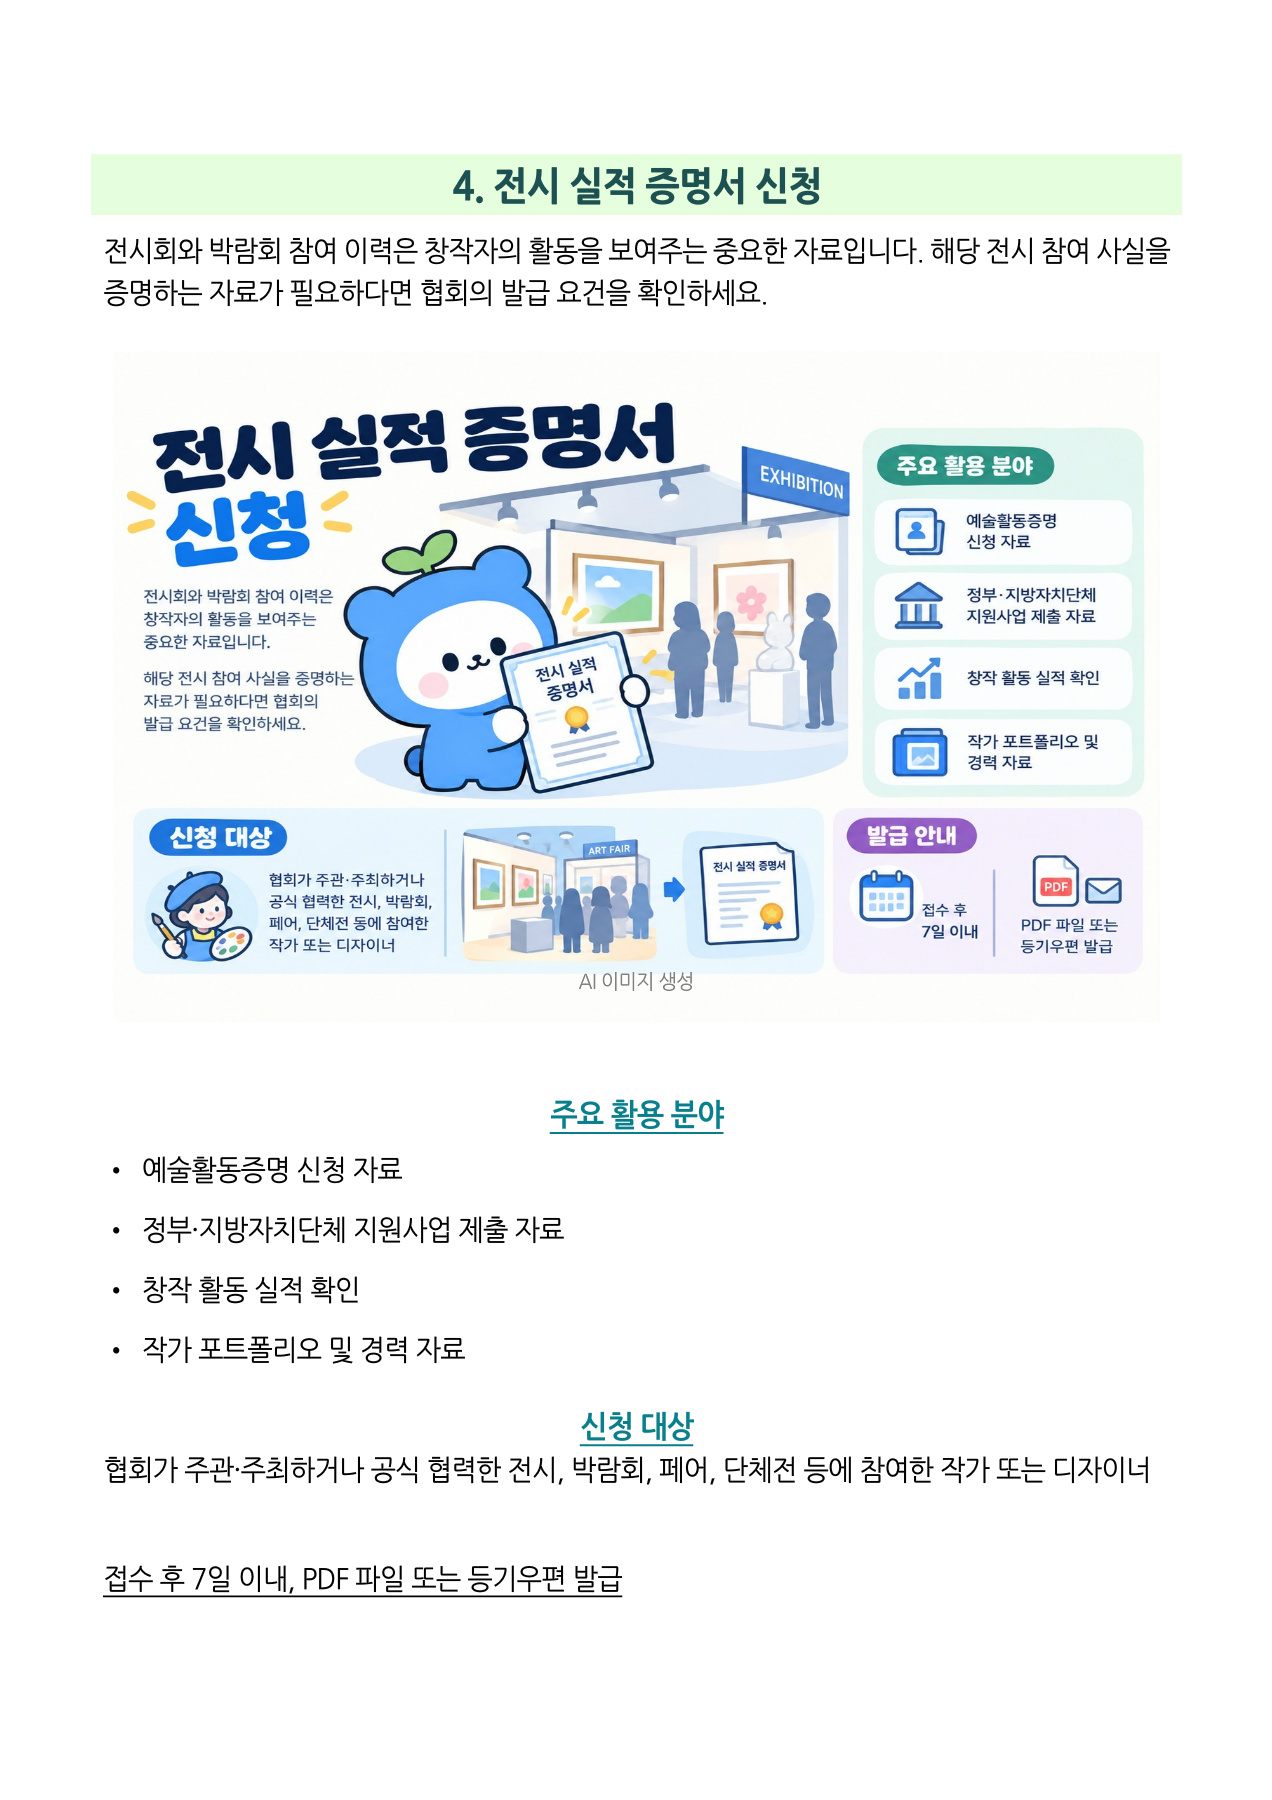 4. 전시 실적 증명서 신청
전시회와 박람회 참여 이력은 창작자의 활동을 보여주는 중요한 자료입니다. 해당 전시 참여 사실을
증명하는 자료가 필요하다면 협회의 발급 요건을 확인하세요.
전시 실적 증명서
신청
전시회와 박람회 참여 이력은
창작자의 활동을 보여주는
중요한 자료입니다.
해당 전시 참여 사실을 증명하는
자료가 필요하다면 협회의
발급 요건을 확인하세요.
전시 실적
증명서
EXHIBITION
주요 활용 분야
예술활동증명
신청 자료
정부·지방자치단체
지원사업 제출 자료
창작 활동 실적 확인
작가 포트폴리오 및
경력 자료
신청 대상
협회가 주관·주최하거나
공식 협력한 전시, 박람회,
페어, 단체전 등에 참여한
작가 또는 디자이너
ART FAIR
전시 실적 증명서
발급 안내
접수 후
7일 이내
PDF
PDF 파일 또는
등기우편 발급
AI 이미지 생성
주요 활용 분야
• 예술활동증명 신청 자료
• 정부·지방자치단체 지원사업 제출 자료
• 창작 활동 실적 확인
• 작가 포트폴리오 및 경력 자료
신청 대상
협회가 주관·주최하거나 공식 협력한 전시, 박람회, 페어, 단체전 등에 참여한 작가 또는 디자이너
접수 후 7일 이내, PDF 파일 또는 등기우편 발급